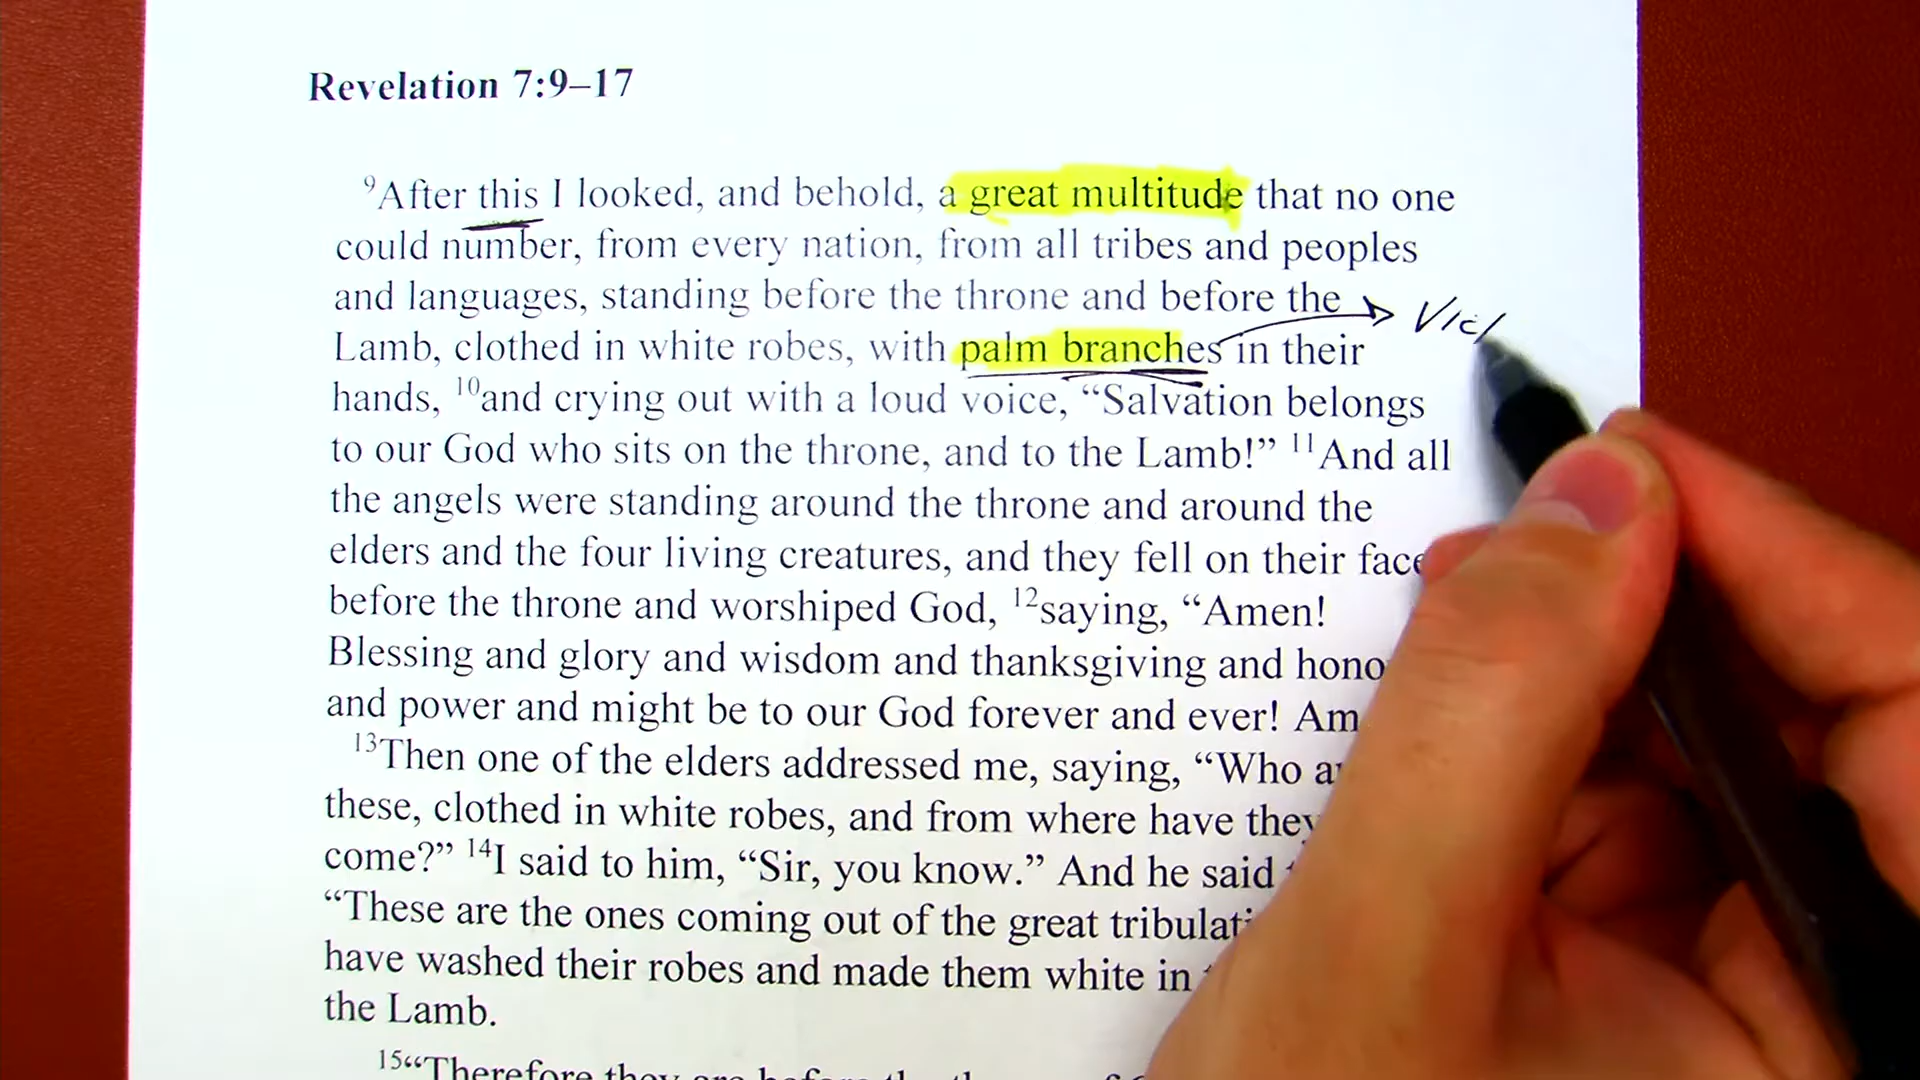 Revelation 7:9–17
⁹After this I looked, and behold, a great multitude that no one
could number, from every nation, from all tribes and peoples
and languages, standing before the throne and before the
Vict
Lamb, clothed in white robes, with palm branches in their
hands, ¹⁰and crying out with a loud voice, “Salvation belongs
to our God who sits on the throne, and to the Lamb!” ¹¹And all
the angels were standing around the throne and around the
elders and the four living creatures, and they fell on their
before the throne and worshiped God, ¹²saying, “Amen!
Blessing and glory and wisdom and thanksgiving and
and power and might be to our God forever and ever!
¹³Then one of the elders addressed me, saying, “Who
these, clothed in white robes, and from where have
come?” ¹⁴I said to him, “Sir, you know.” And he said
“These are the ones coming out of the great
have washed their robes and made them white in
the Lamb.
¹⁵“Therefore they are before the